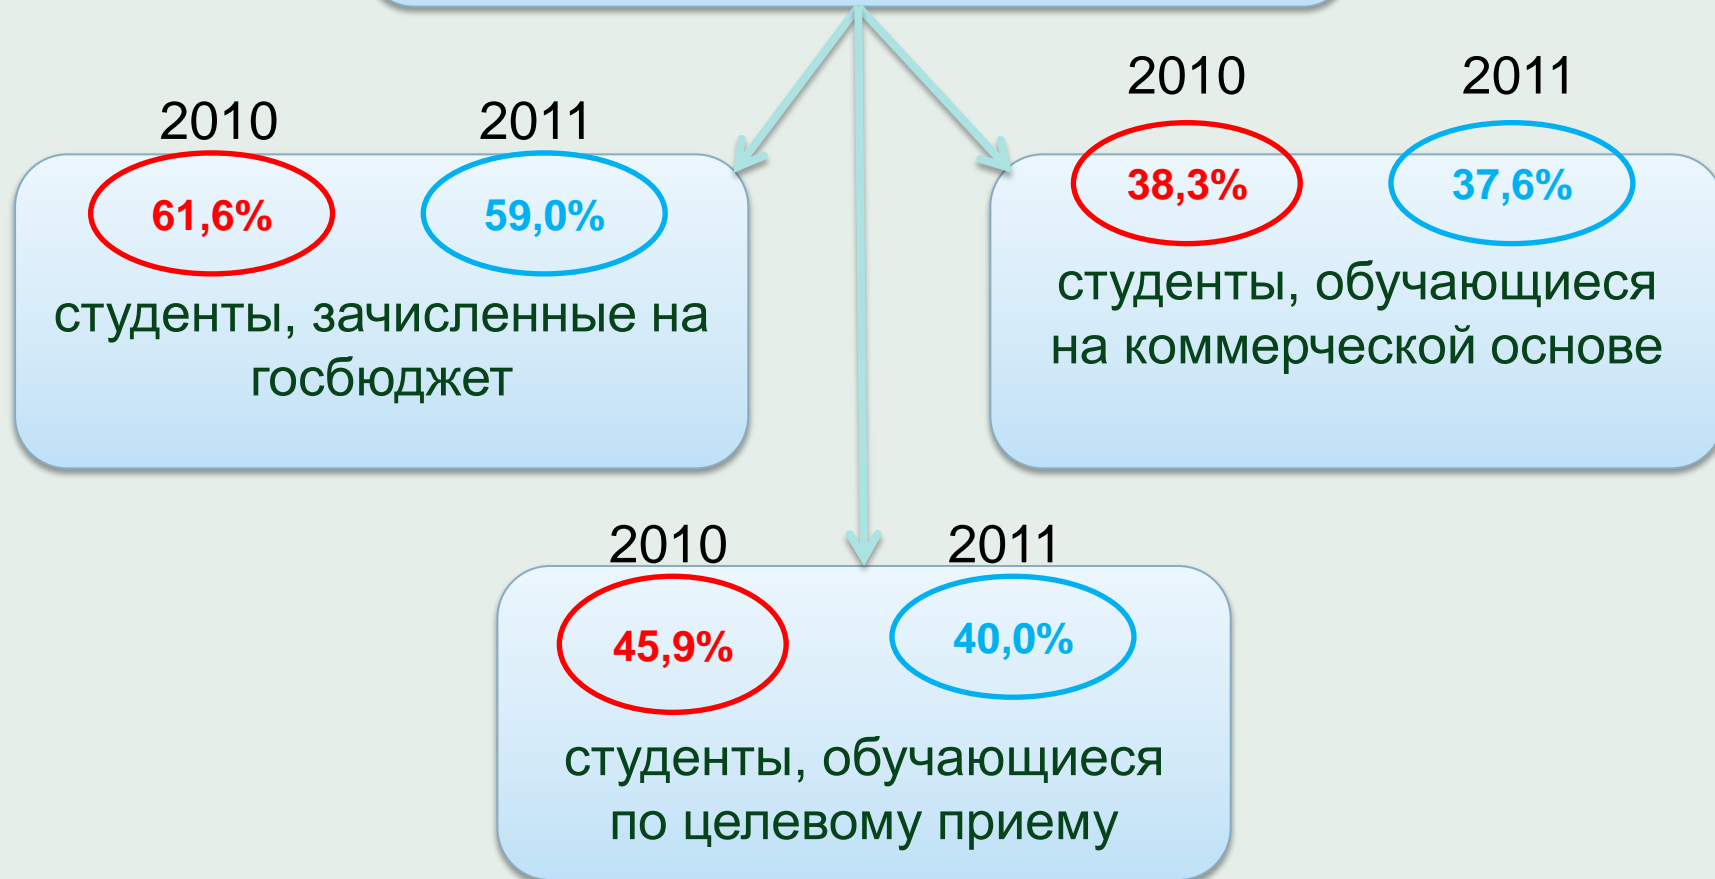 2010 2011
61,6% 59,0%
студенты, зачисленные на
госбюджет
2010 2011
38,3% 37,6%
студенты, обучающиеся
на коммерческой основе
2010 2011
45,9% 40,0%
студенты, обучающиеся
по целевому приему